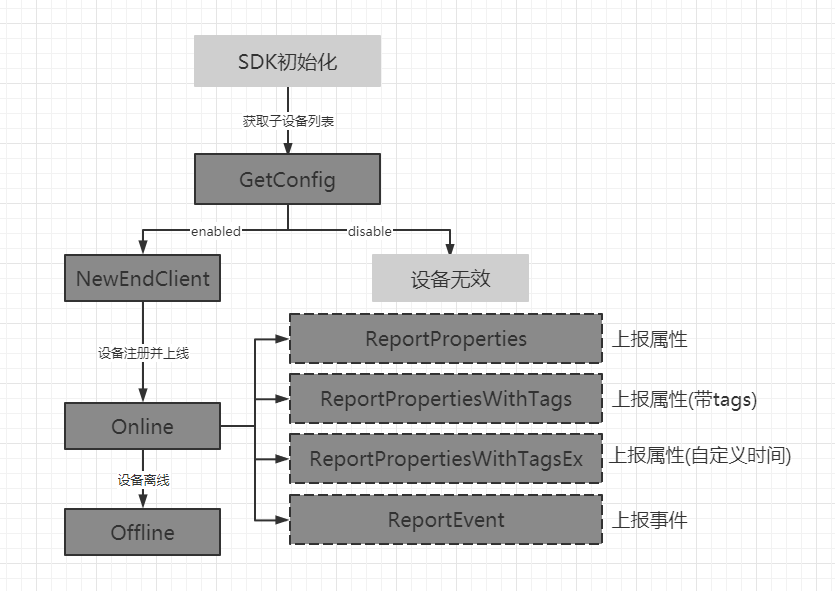 SDK初始化
获取子设备列表
GetConfig
enabled
disable
NewEndClient
设备无效
设备注册并上线
ReportProperties
上报属性
ReportPropertiesWithTags
上报属性(带tags)
Online
ReportPropertiesWithTagsEx
上报属性(自定义时间)
设备离线
Offline
ReportEvent
上报事件